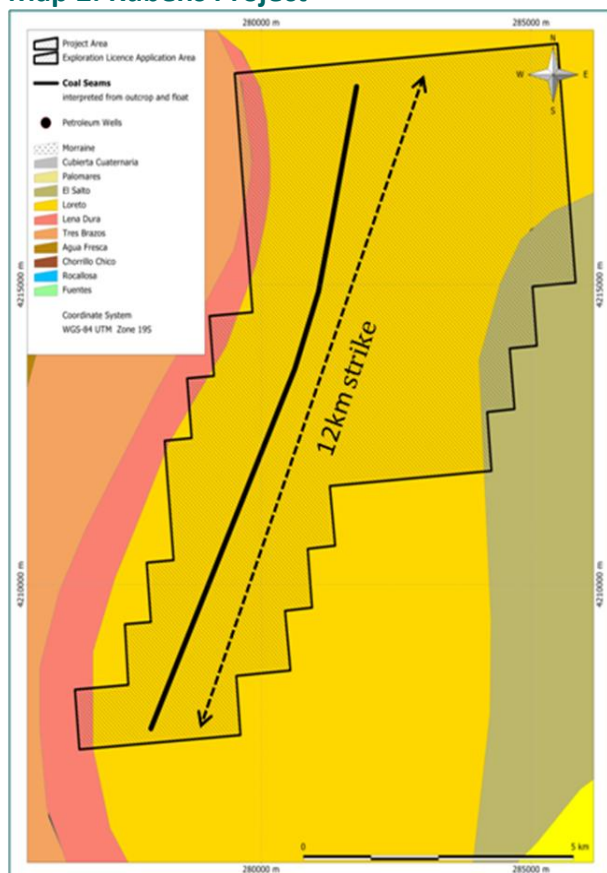 Map Rubens Project
280000 m
285000 m
Project Area
Exploration Licence Application Area
Coal Seams
interpreted from outcrop and float
Petroleum Wells
Morraine
Cubierta Cuaternaria
Palomares
El Salto
Loreto
Lena Dura
Tres Brazos
Agua Fresca
Chorrillo Chico
Rocallosa
Fuentes
Coordinate System
WGS-84 UTM Zone 19S
N
W
E
S
4215000 m
4215000 m
12km strike
4210000 m
4210000 m
0
5 km
280000 m
285000 m